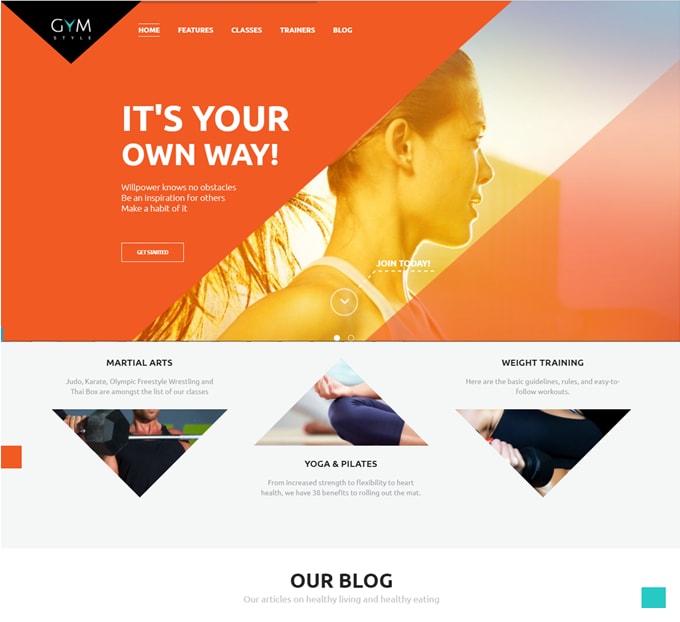 GYM
STYLE
HOME FEATURES CLASSES TRAINERS BLOG
IT'S YOUR
OWN WAY!
Willpower knows no obstacles
Be an inspiration for others
Make a habit of it
GET STARTED
JOIN TODAY!
MARTIAL ARTS
Judo, Karate, Olympic Freestyle Wrestling and
Thai Box are amongst the list of our classes
YOGA & PILATES
From increased strength to flexibility to heart
health, we have 38 benefits to rolling out the mat.
WEIGHT TRAINING
Here are the basic guidelines, rules, and easy-to-
follow workouts.
OUR BLOG
Our articles on healthy living and healthy eating